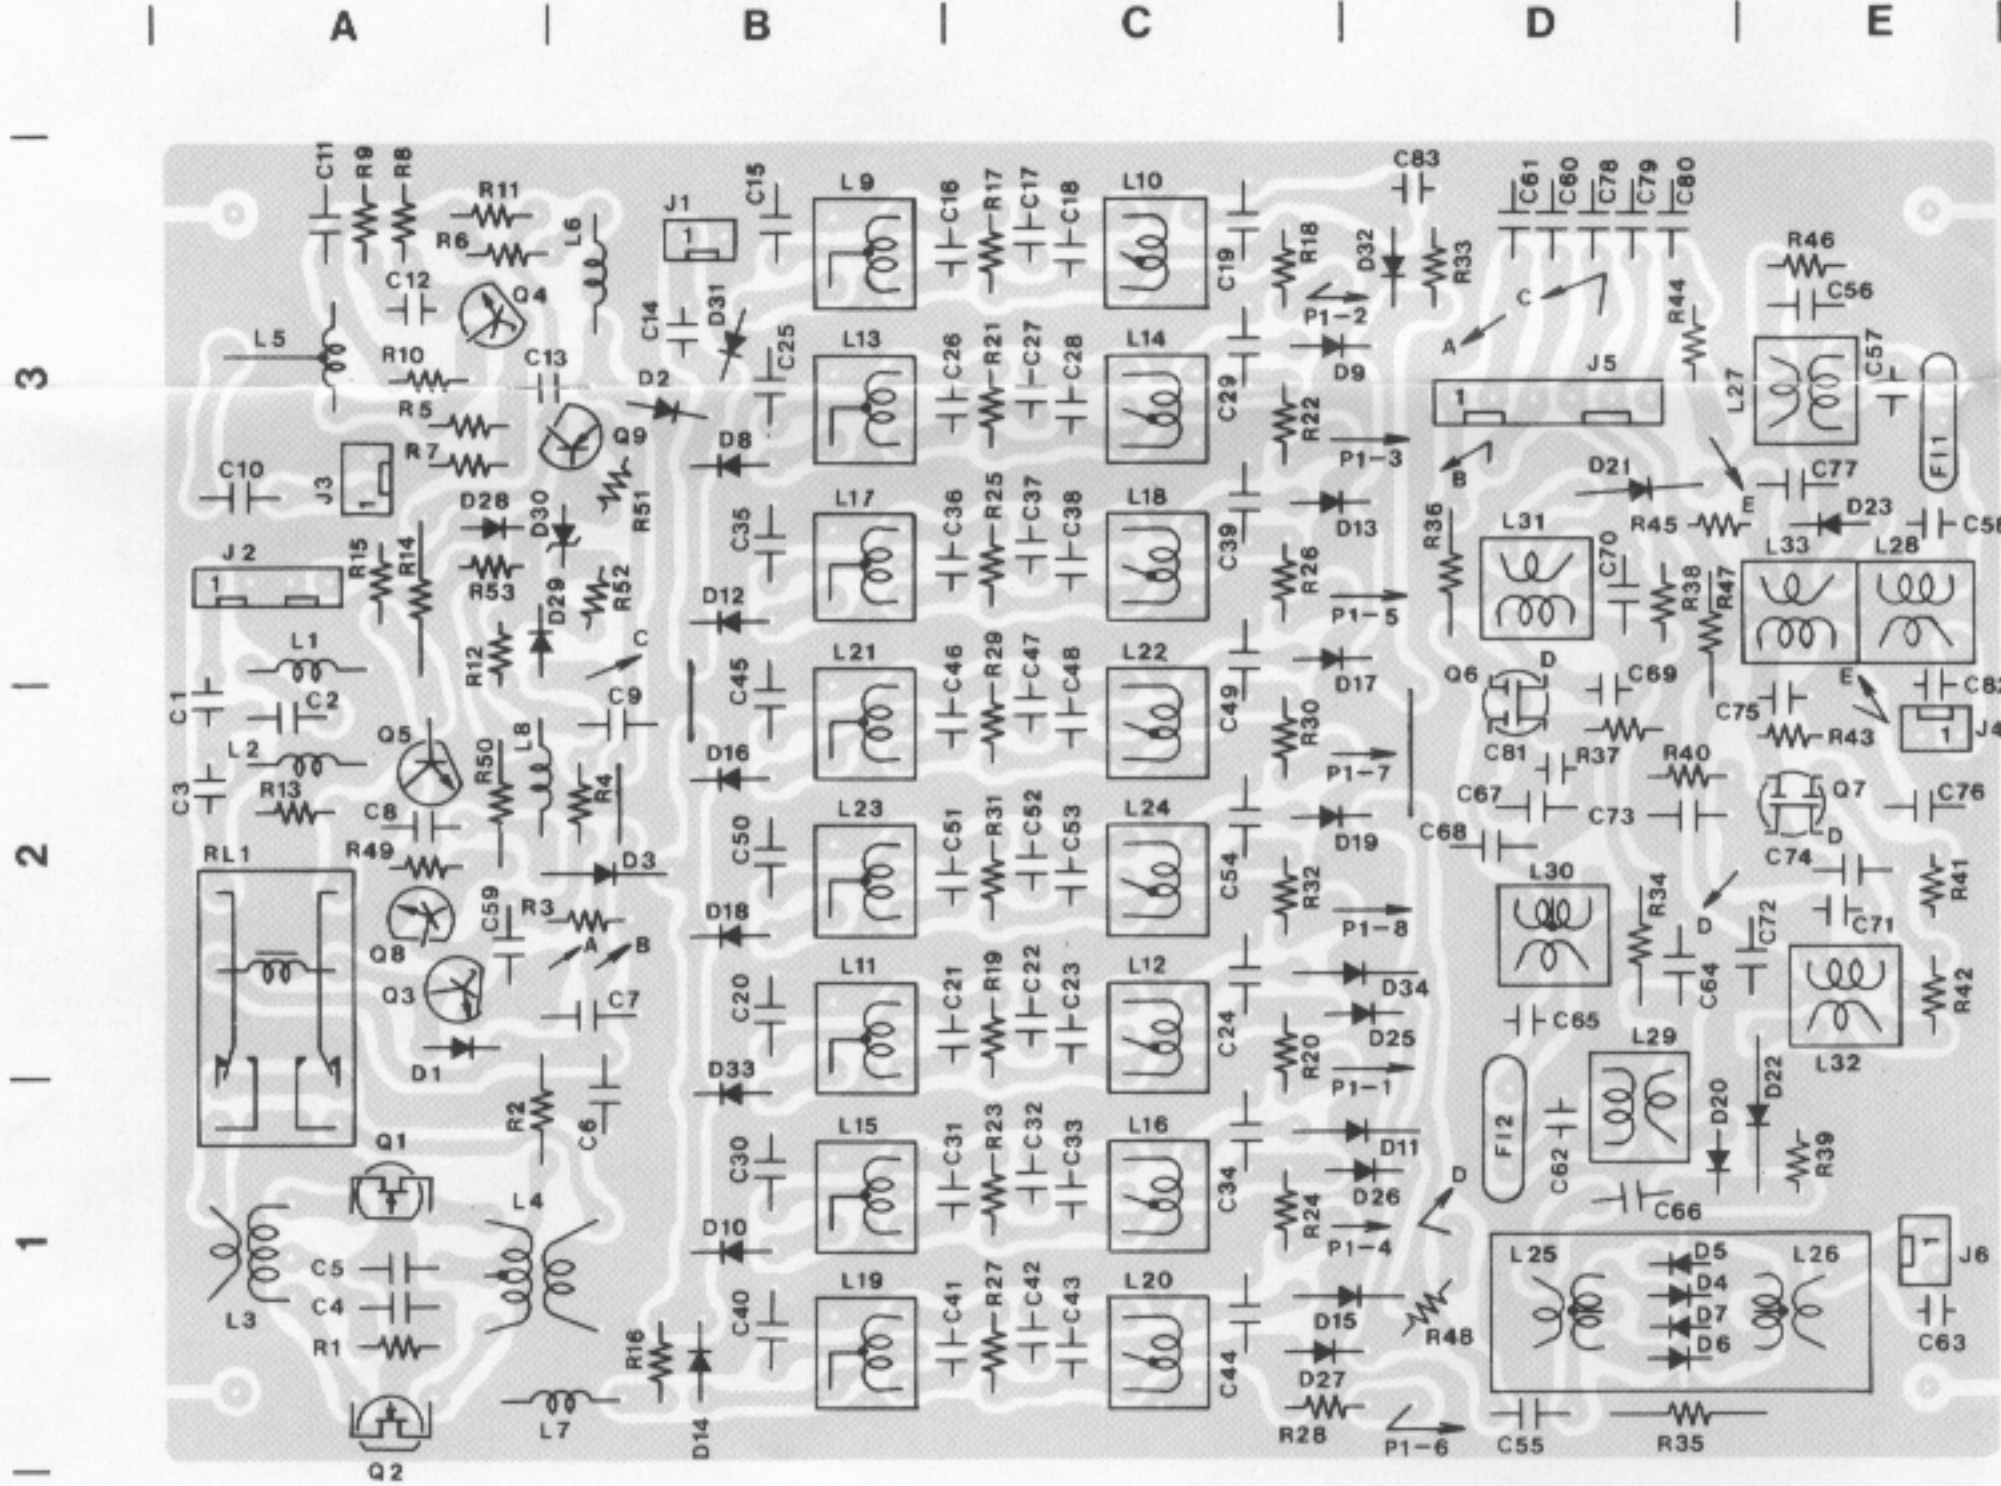 A B C D E
3
2
1
C11 R9 R8 R11 R6 L6 J1 1 C15 L9 C16 R17 C17 C18 L10 C19 R18 D32 C83 R33 C61 C60 C78 C79 C80 R46 C56
C12 Q4 C14 D31 P1-2 C A R44
L5 R10 C13 D2 C25 L13 C26 R21 C27 C28 L14 C29 D9 R22 J5 1 L27 C57 FI1
R5 R7 Q9 D8 P1-3 B D21 E C77
C10 J3 1 D28 D30 R51 C35 L17 C36 R25 C37 C38 L18 C39 D13 R36 L31 C70 R45 D23 C58
J2 1 R15 R14 R53 D29 R52 D12 R26 P1-5 R38 R47 L33 L28
L1 R12 C C45 L21 C46 R29 C47 C48 L22 C49 D17 Q6 D C69 E C82
C1 C2 C9 R30 C81 R37 C75 R43 J4 1
L2 Q5 R50 L8 R4 D16 P1-7 R40 Q7 D C76
C3 R13 C8 C50 L23 C51 R31 C52 C53 L24 C54 D19 C67 C68 C73 C74
RL1 R49 D3 R32 L30 R34 R41
Q8 C59 R3 A B D18 P1-8 D C72 C71
Q3 C7 C20 L11 C21 R19 C22 C23 L12 C24 D34 D25 C64 R42
D1 C65 L29 L32
R2 C6 D33 R20 P1-1 FI2 C62 D20 D22 R39
Q1 C30 L15 C31 R23 C32 C33 L16 C34 D11 D26 D C66
L4 D10 R24 P1-4
L3 C5 C4 R1 C40 L19 C41 R27 C42 C43 L20 C44 D15 R48 L25 D5 D4 D7 D6 L26 J6 1 C63
R16 D14 D27
Q2 L7 R28 P1-6 C55 R35